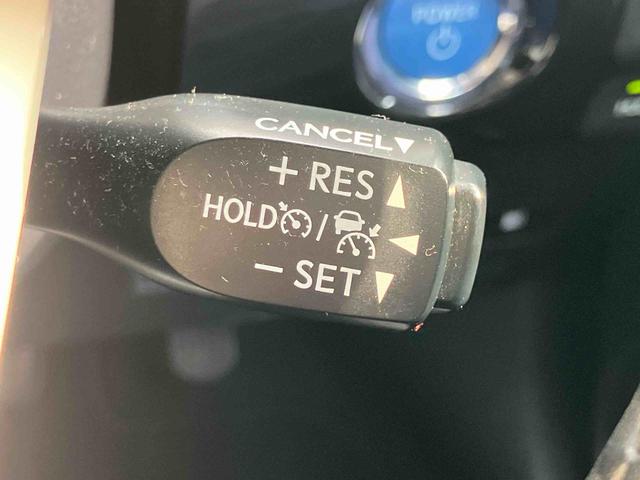 POWER
CANCEL▼
+ RES ▲
HOLD / ◀
− SET ▼